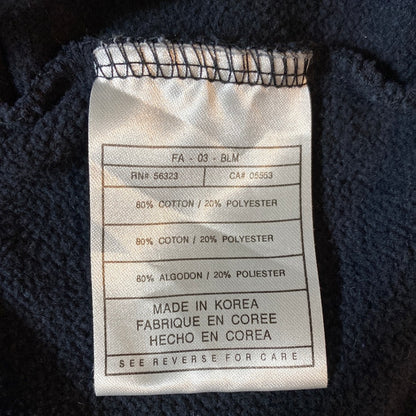 FA - 03 - BLM
RN# 56323 CA# 05553
80% COTTON / 20% POLYESTER
80% COTON / 20% POLYESTER
80% ALGODON / 20% POLIESTER
MADE IN KOREA
FABRIQUE EN COREE
HECHO EN COREA
SEE REVERSE FOR CARE